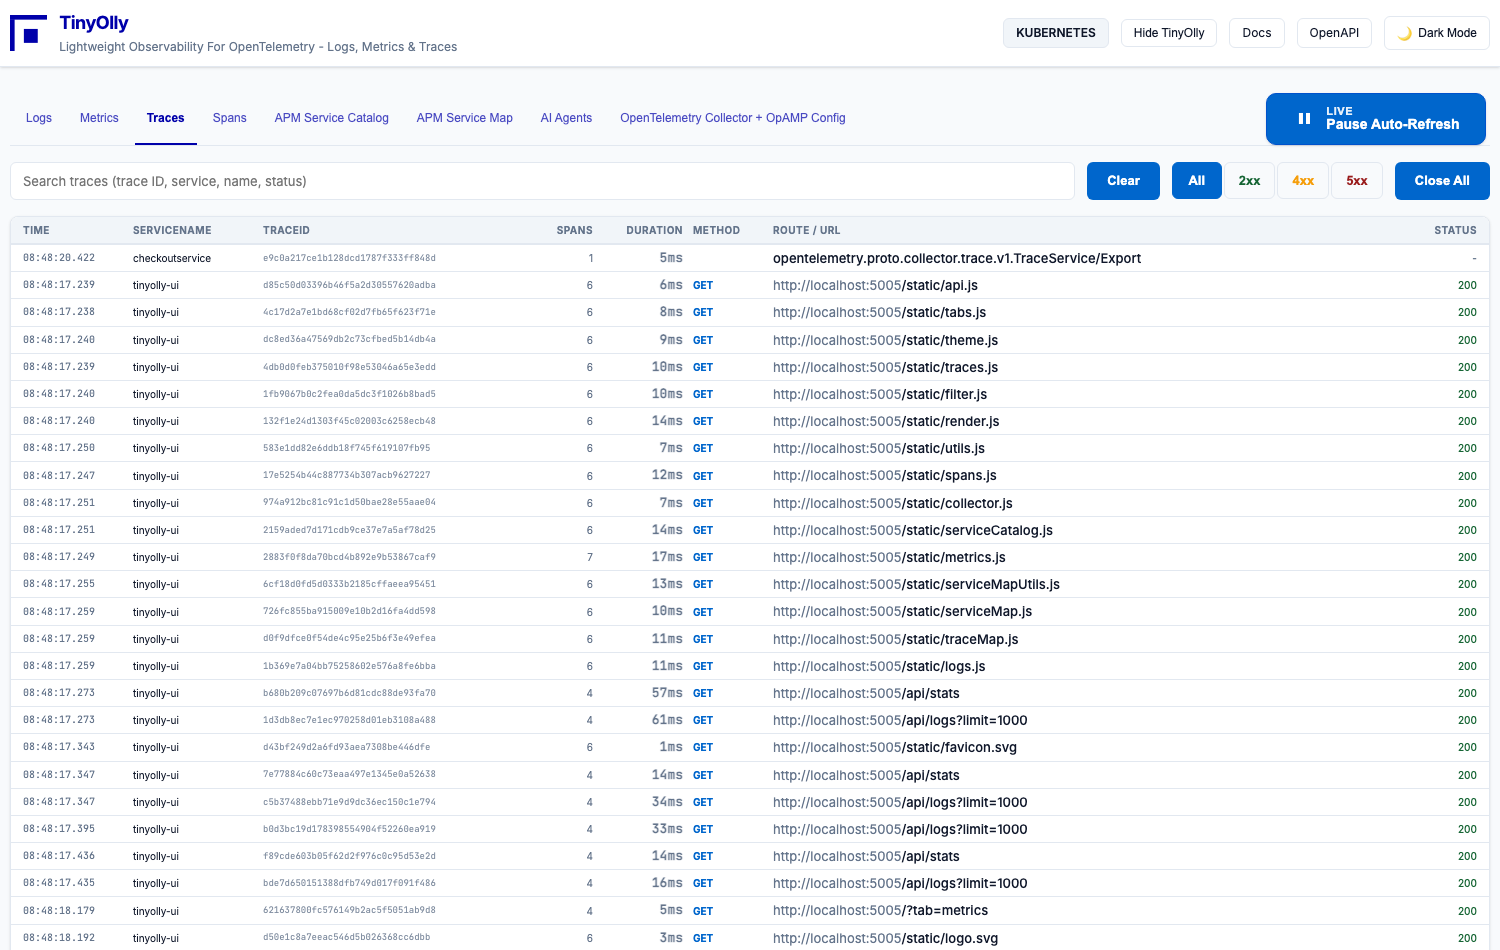 TinyOlly
Lightweight Observability For OpenTelemetry - Logs, Metrics & Traces
KUBERNETES Hide TinyOlly Docs OpenAPI 🌙 Dark Mode
Logs Metrics Traces Spans APM Service Catalog APM Service Map AI Agents OpenTelemetry Collector + OpAMP Config
LIVE
Pause Auto-Refresh
Search traces (trace ID, service, name, status) Clear All 2xx 4xx 5xx Close All
TIME SERVICENAME TRACEID SPANS DURATION METHOD ROUTE / URL STATUS
08:48:20.422 checkoutservice e9c0a217ce1b128dcd1787f333ff848d 1 5ms opentelemetry.proto.collector.trace.v1.TraceService/Export -
08:48:17.239 tinyolly-ui d85c50d03396b46f5a2d30557620adba 6 6ms GET http://localhost:5005/static/api.js 200
08:48:17.238 tinyolly-ui 4c17d2a7e1bd68cf02d7fb65f623f71e 6 8ms GET http://localhost:5005/static/tabs.js 200
08:48:17.240 tinyolly-ui dc8ed36a47569db2c73cfbed5b14db4a 6 9ms GET http://localhost:5005/static/theme.js 200
08:48:17.239 tinyolly-ui 4db0d0feb375010f98e53046a65e3edd 6 10ms GET http://localhost:5005/static/traces.js 200
08:48:17.240 tinyolly-ui 1fb9067b0c2fea0da5dc3f1026b8bad5 6 10ms GET http://localhost:5005/static/filter.js 200
08:48:17.240 tinyolly-ui 132f1e24d1303f45c02003c6258ecb48 6 14ms GET http://localhost:5005/static/render.js 200
08:48:17.250 tinyolly-ui 583e1dd82e6ddb18f745f619107fb95 6 7ms GET http://localhost:5005/static/utils.js 200
08:48:17.247 tinyolly-ui 17e5254b44c887734b307acb9627227 6 12ms GET http://localhost:5005/static/spans.js 200
08:48:17.251 tinyolly-ui 974a912bc81c91c1d50bae28e55aae04 6 7ms GET http://localhost:5005/static/collector.js 200
08:48:17.251 tinyolly-ui 2159aded7d171cdb9ce37e7a5af78d25 6 14ms GET http://localhost:5005/static/serviceCatalog.js 200
08:48:17.249 tinyolly-ui 2883f0f8da70bcd4b892e9b53867caf9 7 17ms GET http://localhost:5005/static/metrics.js 200
08:48:17.255 tinyolly-ui 6cf18d0fd5d0333b2185cffaeea95451 6 13ms GET http://localhost:5005/static/serviceMapUtils.js 200
08:48:17.259 tinyolly-ui 726fc855ba915009e10b2d16fa4dd598 6 10ms GET http://localhost:5005/static/serviceMap.js 200
08:48:17.259 tinyolly-ui d0f9dfce0f54de4c95e25b6f3e49efea 6 11ms GET http://localhost:5005/static/traceMap.js 200
08:48:17.259 tinyolly-ui 1b369e7a04bb75258602e576a8fe6bba 6 11ms GET http://localhost:5005/static/logs.js 200
08:48:17.273 tinyolly-ui b680b209c07697b6d81cdc88de93fa70 4 57ms GET http://localhost:5005/api/stats 200
08:48:17.273 tinyolly-ui 1d3db8ec7e1ec970258d01eb3108a488 4 61ms GET http://localhost:5005/api/logs?limit=1000 200
08:48:17.343 tinyolly-ui d43bf249d2a6fd93aea7308be446dfe 6 1ms GET http://localhost:5005/static/favicon.svg 200
08:48:17.347 tinyolly-ui 7e77884c60c73eaa497e1345e0a52638 4 14ms GET http://localhost:5005/api/stats 200
08:48:17.347 tinyolly-ui c5b37488ebb71e9d9dc36ec150c1e794 4 34ms GET http://localhost:5005/api/logs?limit=1000 200
08:48:17.395 tinyolly-ui b0d3bc19d178398554904f52260ea919 4 33ms GET http://localhost:5005/api/logs?limit=1000 200
08:48:17.436 tinyolly-ui f89cde603b05f62d2f976c0c95d53e2d 4 14ms GET http://localhost:5005/api/stats 200
08:48:17.435 tinyolly-ui bde7d650151388dfb749d017f091f486 4 16ms GET http://localhost:5005/api/logs?limit=1000 200
08:48:18.179 tinyolly-ui 621637800fc576149b2ac5f5051ab9d8 4 5ms GET http://localhost:5005/?tab=metrics 200
08:48:18.192 tinyolly-ui d50e1c8a7eeac546d5b026368cc6dbb 6 3ms GET http://localhost:5005/static/logo.svg 200